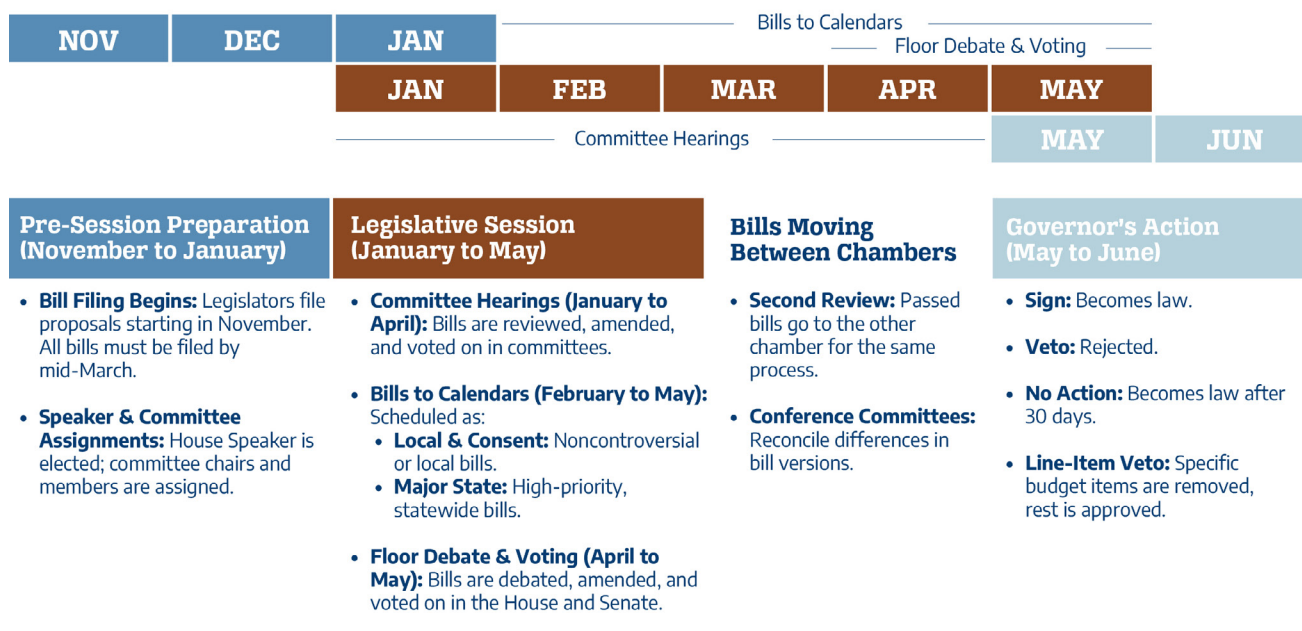 Bills to Calendars
NOV DEC JAN
Floor Debate & Voting
JAN FEB MAR APR MAY
Committee Hearings
MAY JUN
Pre-Session Preparation
(November to January)
• Bill Filing Begins: Legislators file
proposals starting in November.
All bills must be filed by
mid-March.
• Speaker & Committee
Assignments: House Speaker is
elected; committee chairs and
members are assigned.
Legislative Session
(January to May)
• Committee Hearings (January to
April): Bills are reviewed, amended,
and voted on in committees.
• Bills to Calendars (February to May):
Scheduled as:
• Local & Consent: Noncontroversial
or local bills.
• Major State: High-priority,
statewide bills.
• Floor Debate & Voting (April to
May): Bills are debated, amended, and
voted on in the House and Senate.
Bills Moving
Between Chambers
• Second Review: Passed
bills go to the other
chamber for the same
process.
• Conference Committees:
Reconcile differences in
bill versions.
Governor's Action
(May to June)
• Sign: Becomes law.
• Veto: Rejected.
• No Action: Becomes law after
30 days.
• Line-Item Veto: Specific
budget items are removed,
rest is approved.